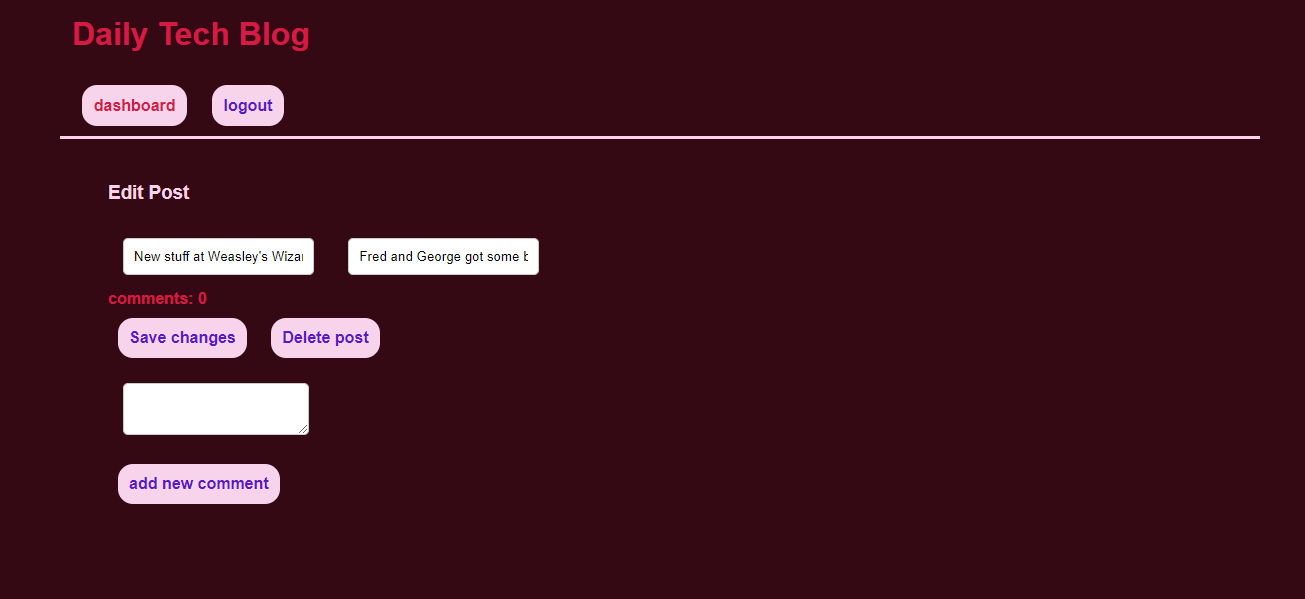 Daily Tech Blog
dashboard logout
Edit Post
New stuff at Weasley's Wizar Fred and George got some b
comments: 0
Save changes Delete post
add new comment